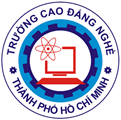 TRƯỜNG CAO ĐẲNG NGHỀ
THÀNH PHỐ HỒ CHÍ MINH